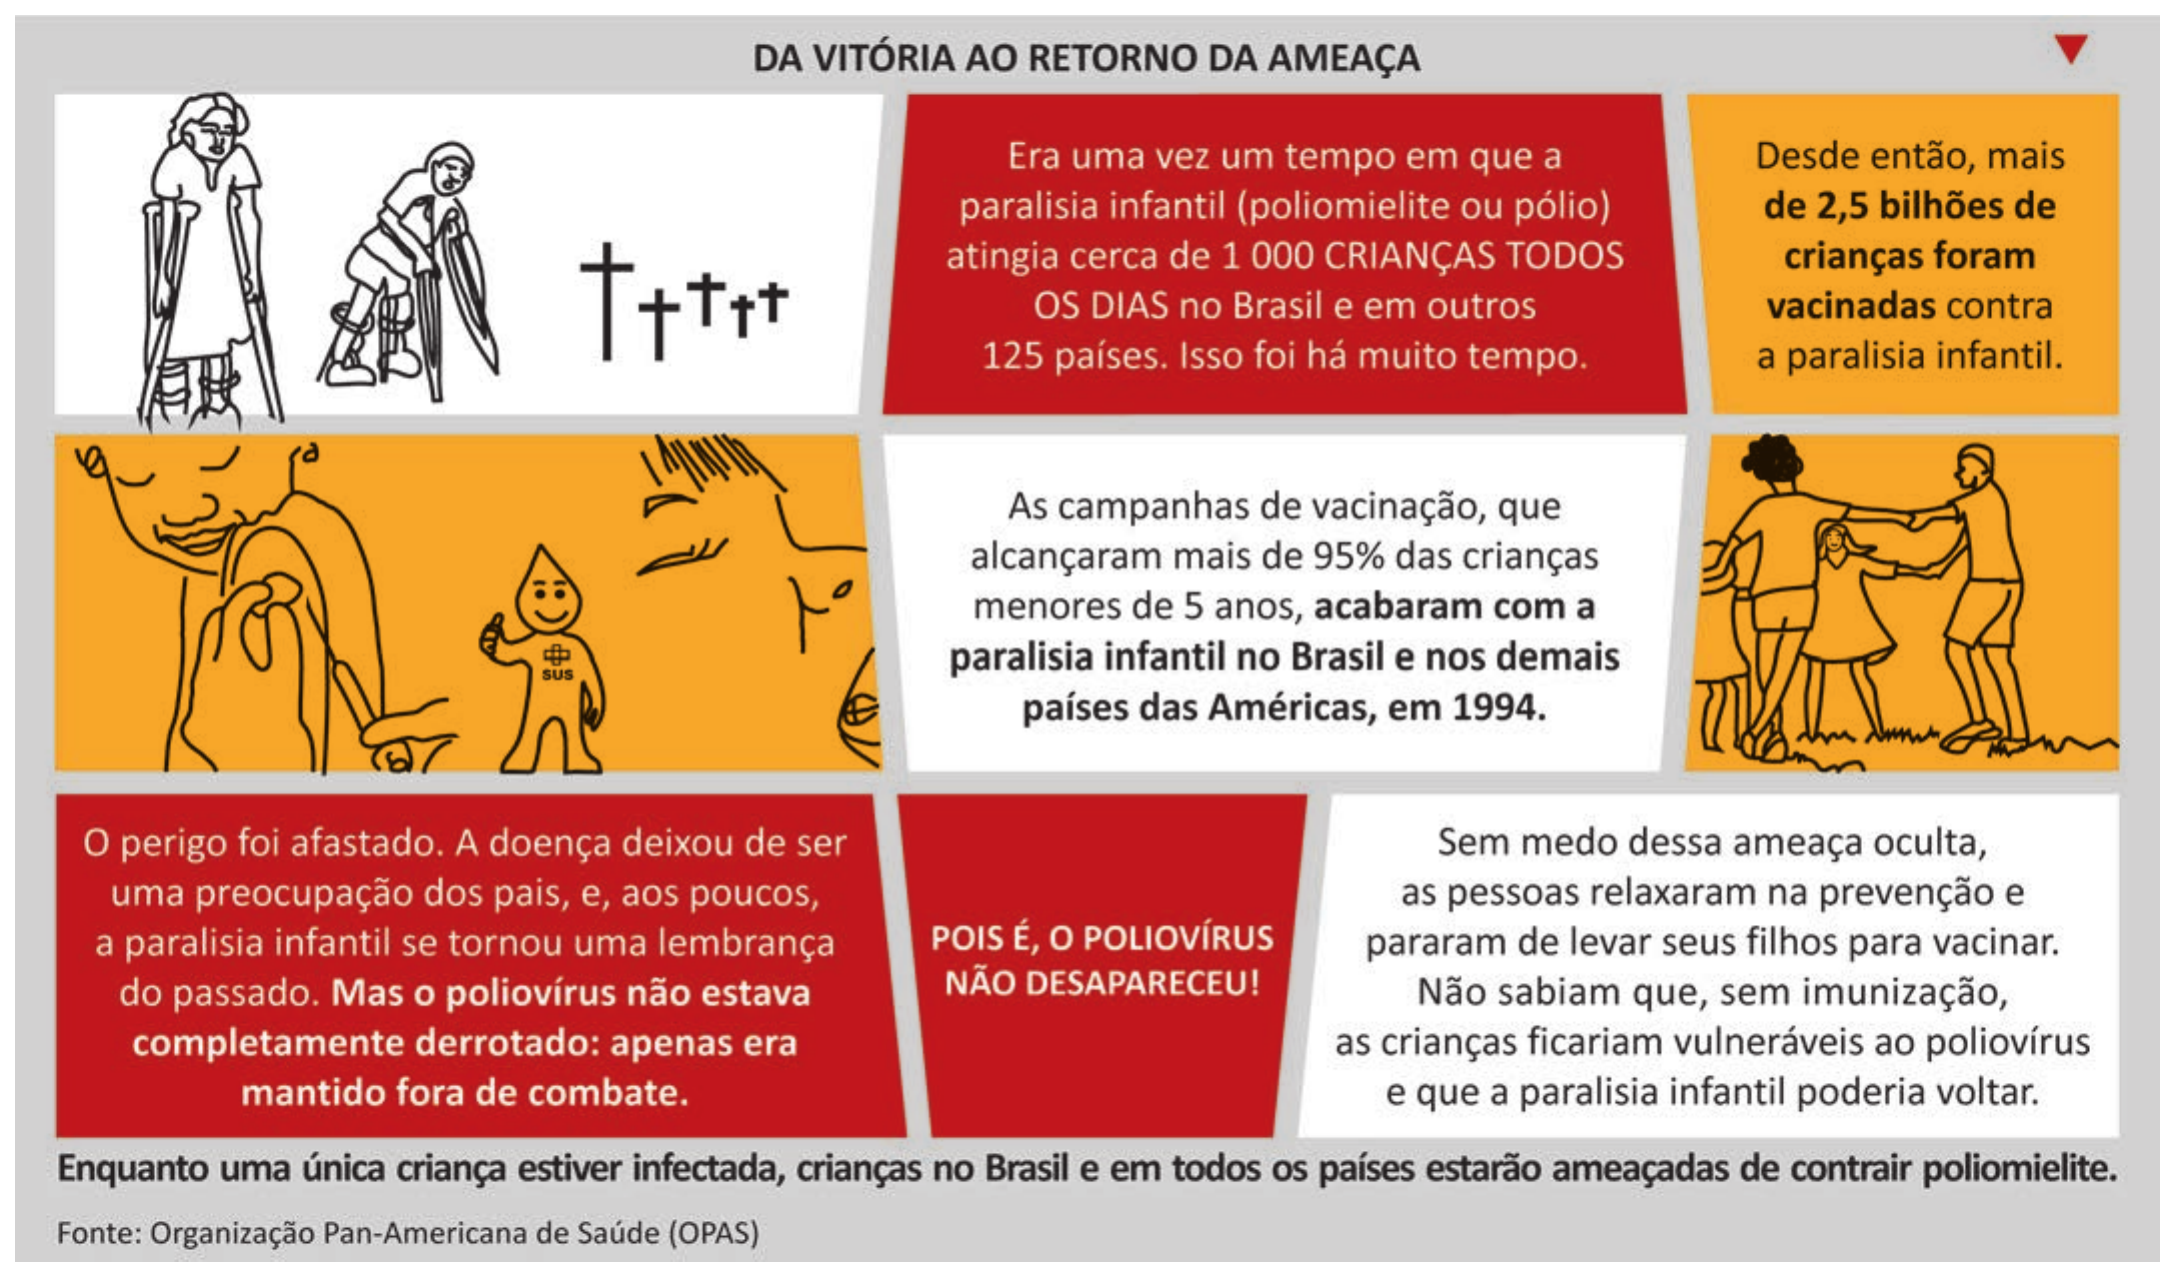 DA VITÓRIA AO RETORNO DA AMEAÇA
Era uma vez um tempo em que a
paralisia infantil (poliomielite ou pólio)
atingia cerca de 1 000 CRIANÇAS TODOS
OS DIAS no Brasil e em outros
125 países. Isso foi há muito tempo.
Desde então, mais
de 2,5 bilhões de
crianças foram
vacinadas contra
a paralisia infantil.
SUS
As campanhas de vacinação, que
alcançaram mais de 95% das crianças
menores de 5 anos, acabaram com a
paralisia infantil no Brasil e nos demais
países das Américas, em 1994.
O perigo foi afastado. A doença deixou de ser
uma preocupação dos pais, e, aos poucos,
a paralisia infantil se tornou uma lembrança
do passado. Mas o poliovírus não estava
completamente derrotado: apenas era
mantido fora de combate.
POIS É, O POLIOVÍRUS
NÃO DESAPARECEU!
Sem medo dessa ameaça oculta,
as pessoas relaxaram na prevenção e
pararam de levar seus filhos para vacinar.
Não sabiam que, sem imunização,
as crianças ficariam vulneráveis ao poliovírus
e que a paralisia infantil poderia voltar.
Enquanto uma única criança estiver infectada, crianças no Brasil e em todos os países estarão ameaçadas de contrair poliomielite.
Fonte: Organização Pan-Americana de Saúde (OPAS)